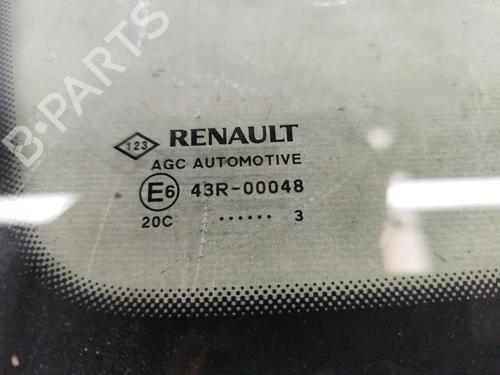 B-PARTS
123 RENAULT
AGC AUTOMOTIVE
E6 43R-00048
20C ...... 3